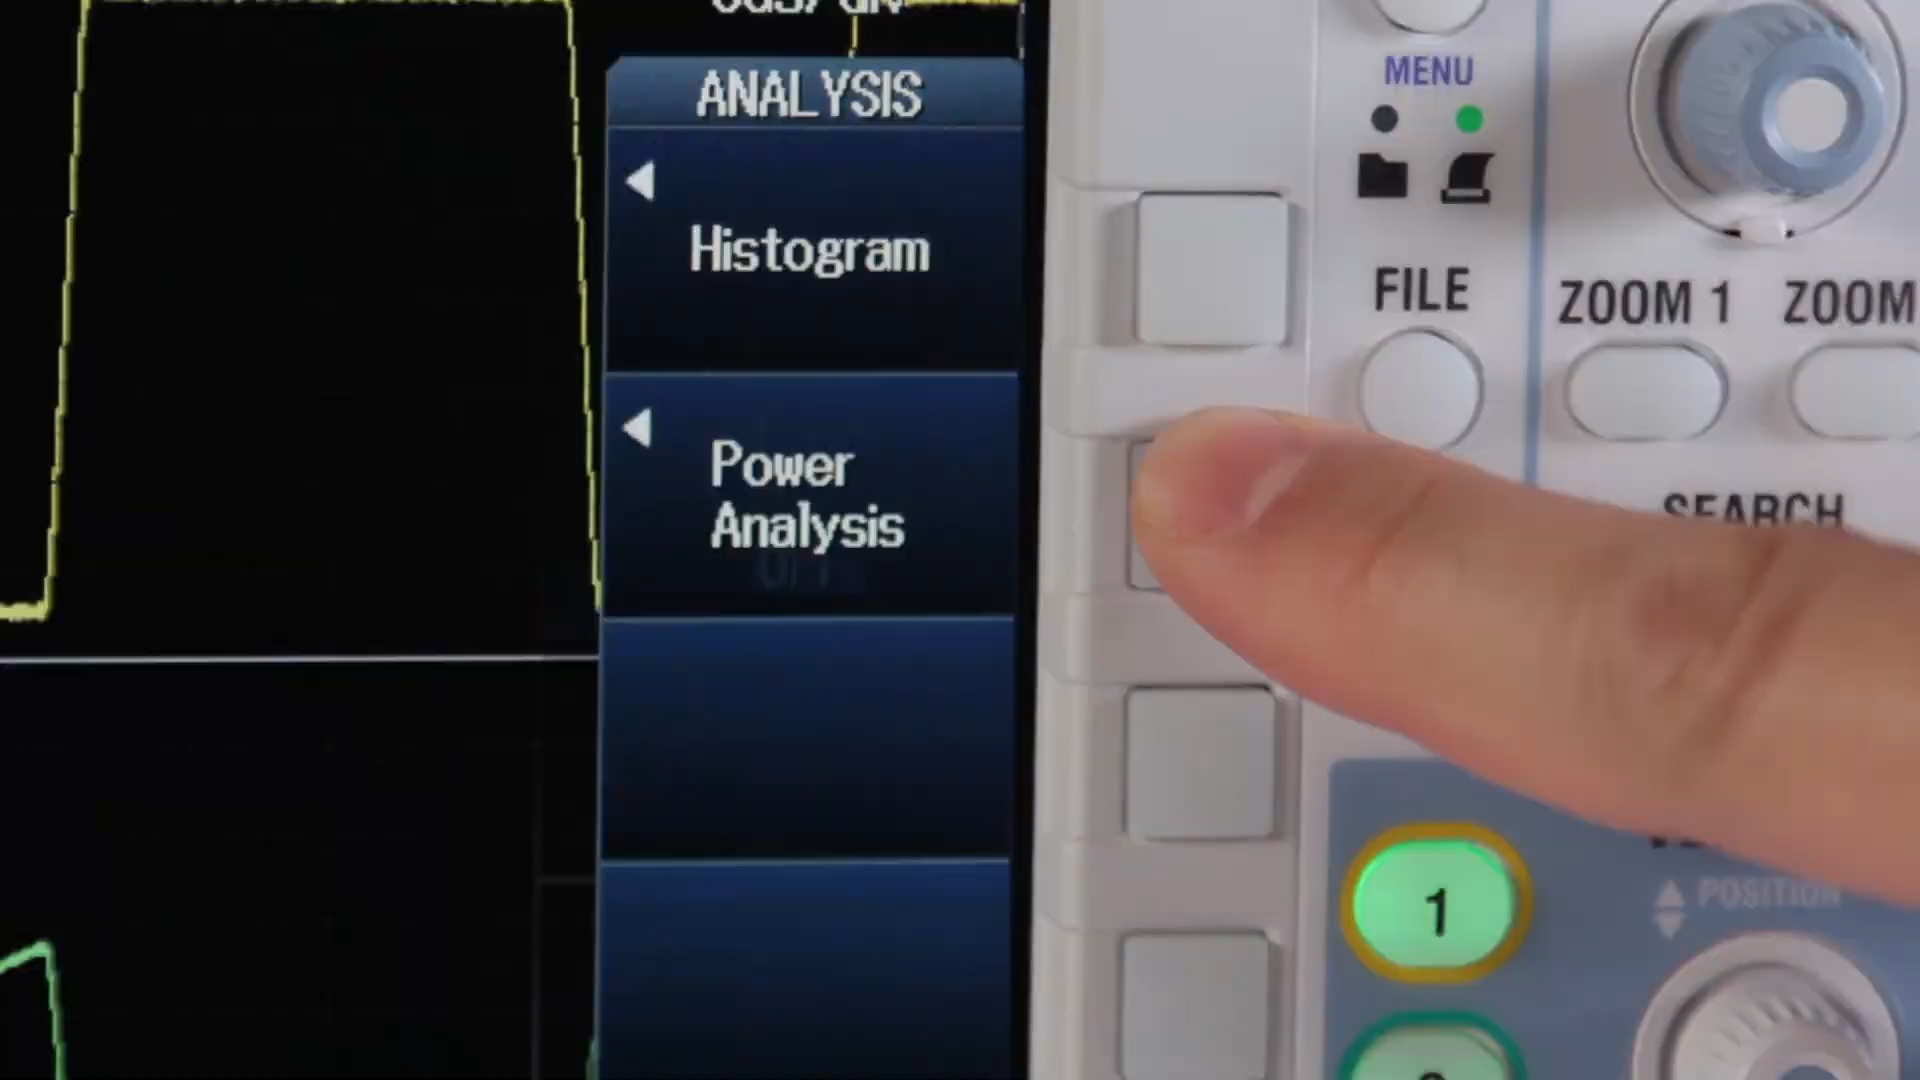 ANALYSIS
Histogram
Power
Analysis
MENU
FILE
ZOOM 1
ZOOM
SEARCH
1
POSITION